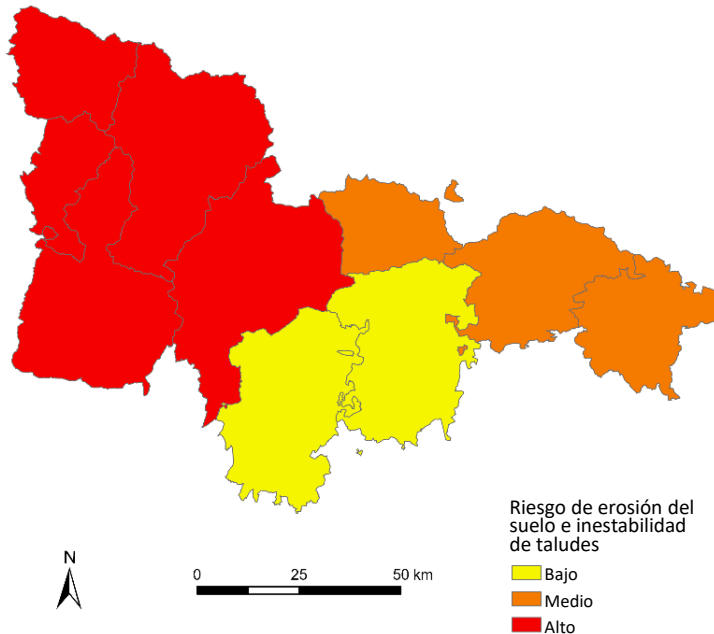 Riesgo de erosión del
suelo e inestabilidad
de taludes
Bajo
Medio
Alto
N
0 25 50 km